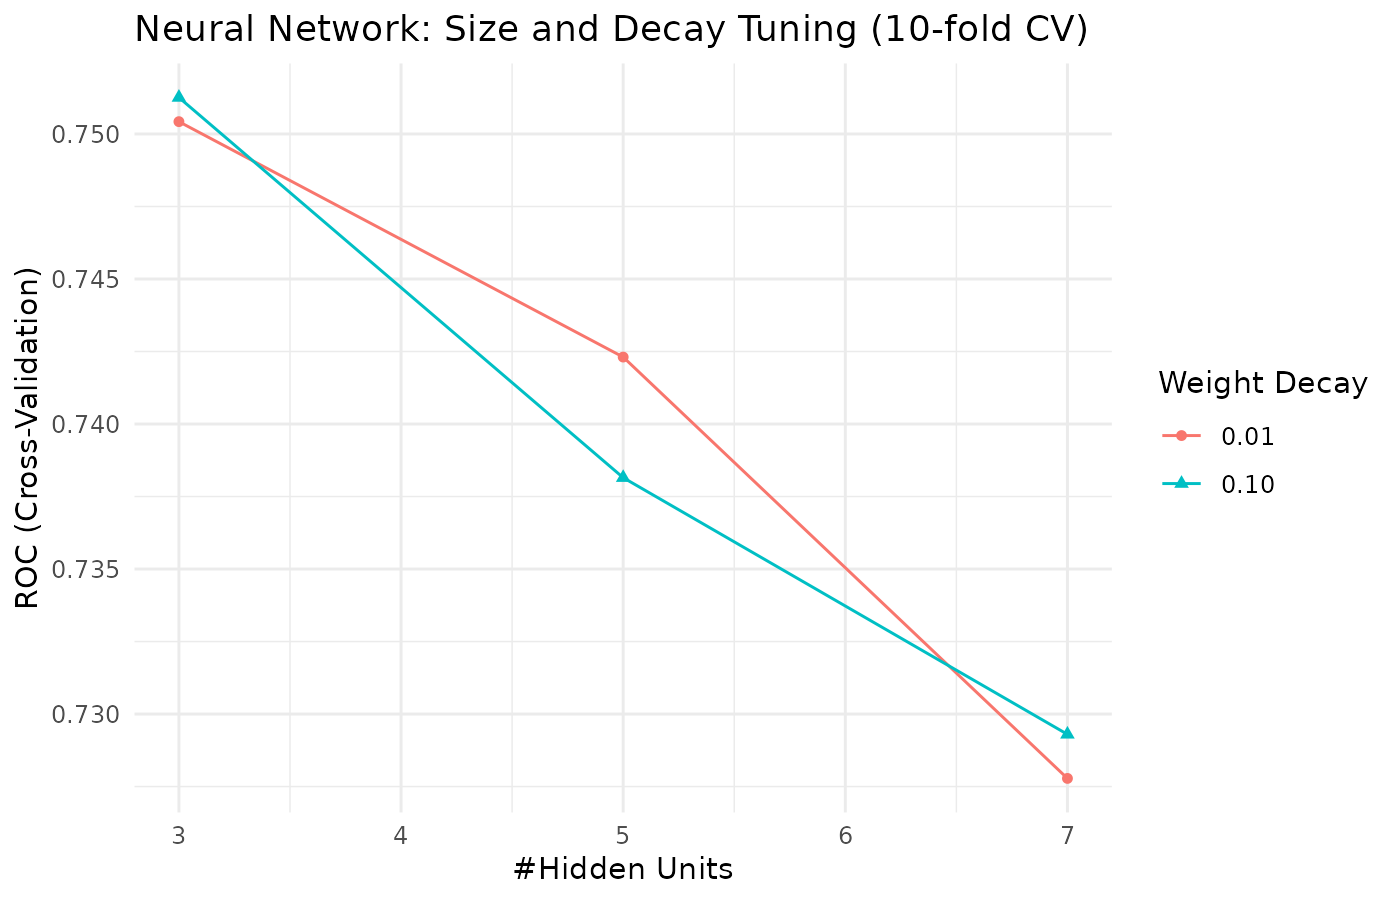 Neural Network: Size and Decay Tuning (10-fold CV)
ROC (Cross-Validation)
0.750
0.745
0.740
0.735
0.730
3 4 5 6 7
#Hidden Units
Weight Decay
0.01
0.10